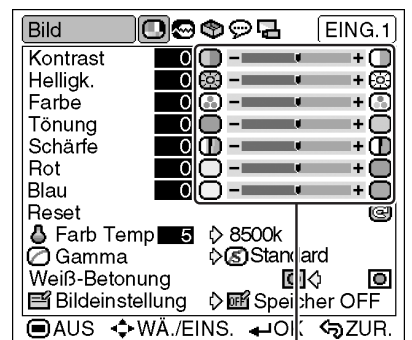 Bild EING.1
Kontrast 0 - +
Helligk. 0 - +
Farbe 0 - +
Tönung 0 - +
Schärfe 0 - +
Rot 0 - +
Blau 0 - +
Reset
Farb Temp 5 8500k
Gamma S Standard
Weiß-Betonung
Bildeinstellung OFF Speicher OFF
AUS WÄ./EINS. OK ZUR.